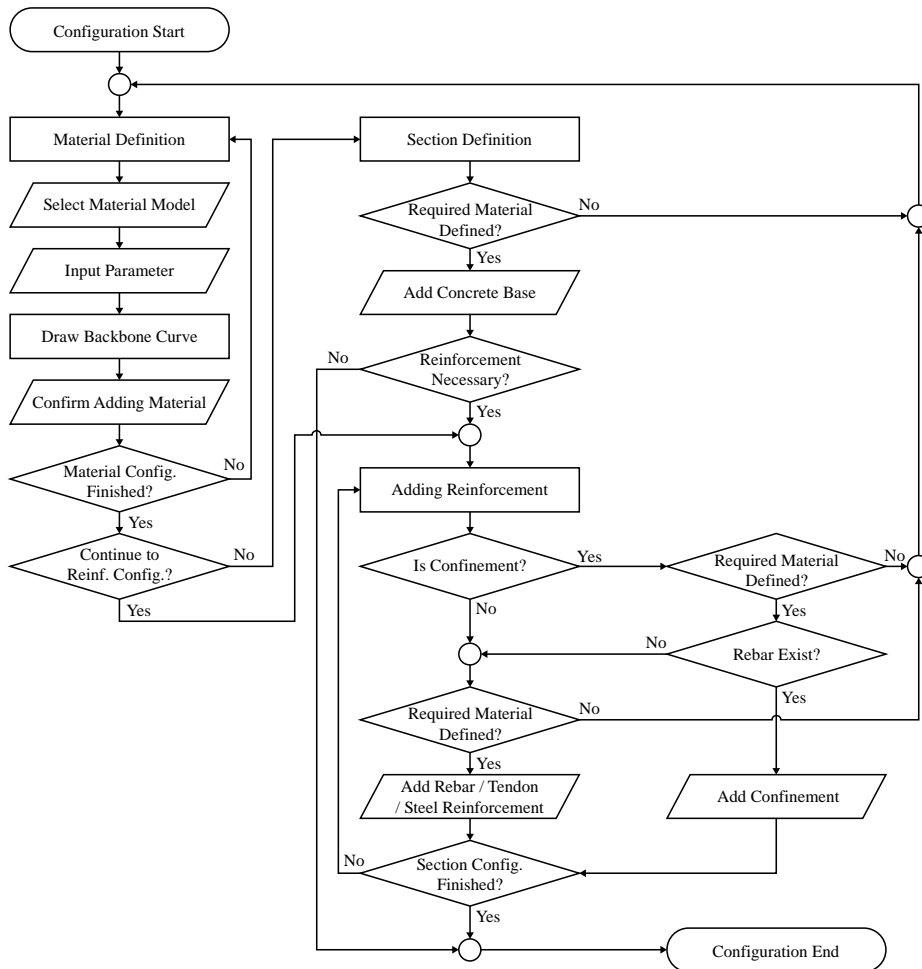 Configuration Start
Material Definition
Select Material Model
Input Parameter
Draw Backbone Curve
Confirm Adding Material
Material Config.
Finished?
No
Yes
Continue to
Reinf. Config.?
No
Yes
Section Definition
Required Material
Defined?
No
Yes
Add Concrete Base
Reinforcement
Necessary?
No
Yes
Adding Reinforcement
Is Confinement?
Yes
No
Required Material
Defined?
No
Yes
Rebar Exist?
No
Yes
Required Material
Defined?
No
Yes
Add Rebar / Tendon
/ Steel Reinforcement
Add Confinement
Section Config.
Finished?
No
Yes
Configuration End